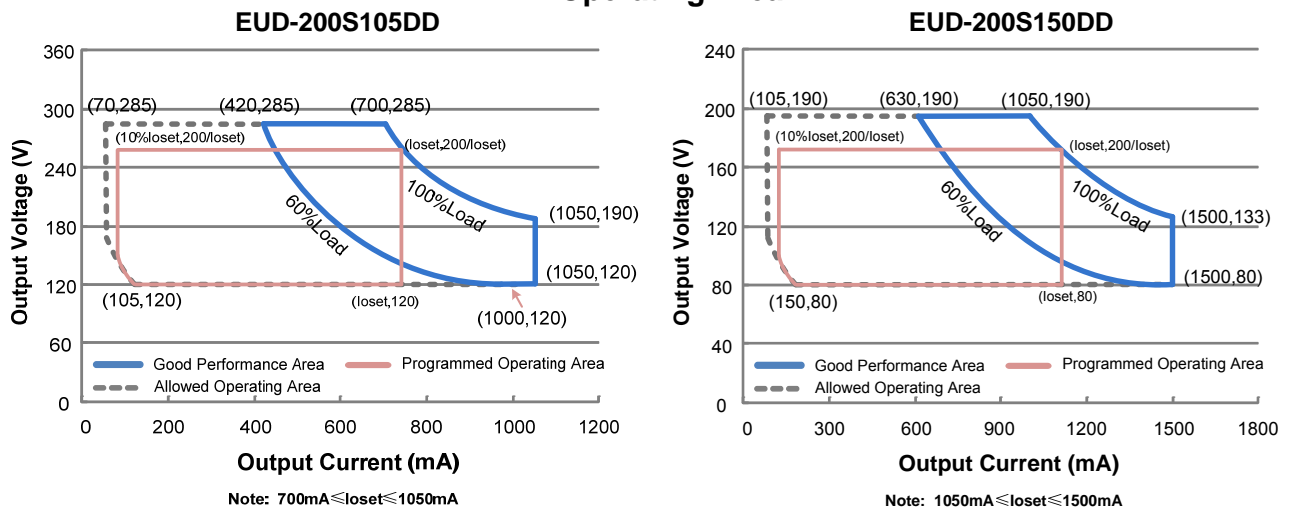 EUD-200S105DD
360
300
240
180
120
60
0
Output Voltage (V)
(70,285)
(420,285)
(700,285)
(10%Ioset,200/Ioset)
(Ioset,200/Ioset)
60%Load
100%Load
(1050,190)
(1050,120)
(105,120)
(Ioset,120)
(1000,120)
Good Performance Area
Programmed Operating Area
Allowed Operating Area
0 200 400 600 800 1000 1200
Output Current (mA)
Note: 700mA≤Ioset≤1050mA
EUD-200S150DD
240
200
160
120
80
40
0
Output Voltage (V)
(105,190)
(630,190)
(1050,190)
(10%Ioset,200/Ioset)
(Ioset,200/Ioset)
60%Load
100%Load
(1500,133)
(1500,80)
(150,80)
(Ioset,80)
Good Performance Area
Programmed Operating Area
Allowed Operating Area
0 300 600 900 1200 1500 1800
Output Current (mA)
Note: 1050mA≤Ioset≤1500mA